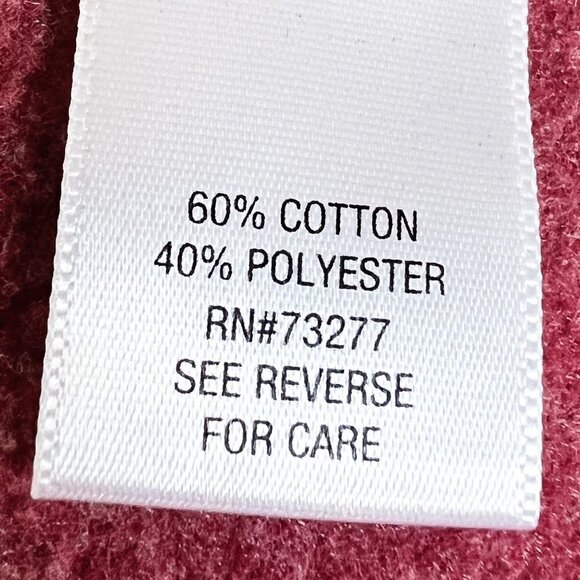 60% COTTON
40% POLYESTER
RN#73277
SEE REVERSE
FOR CARE